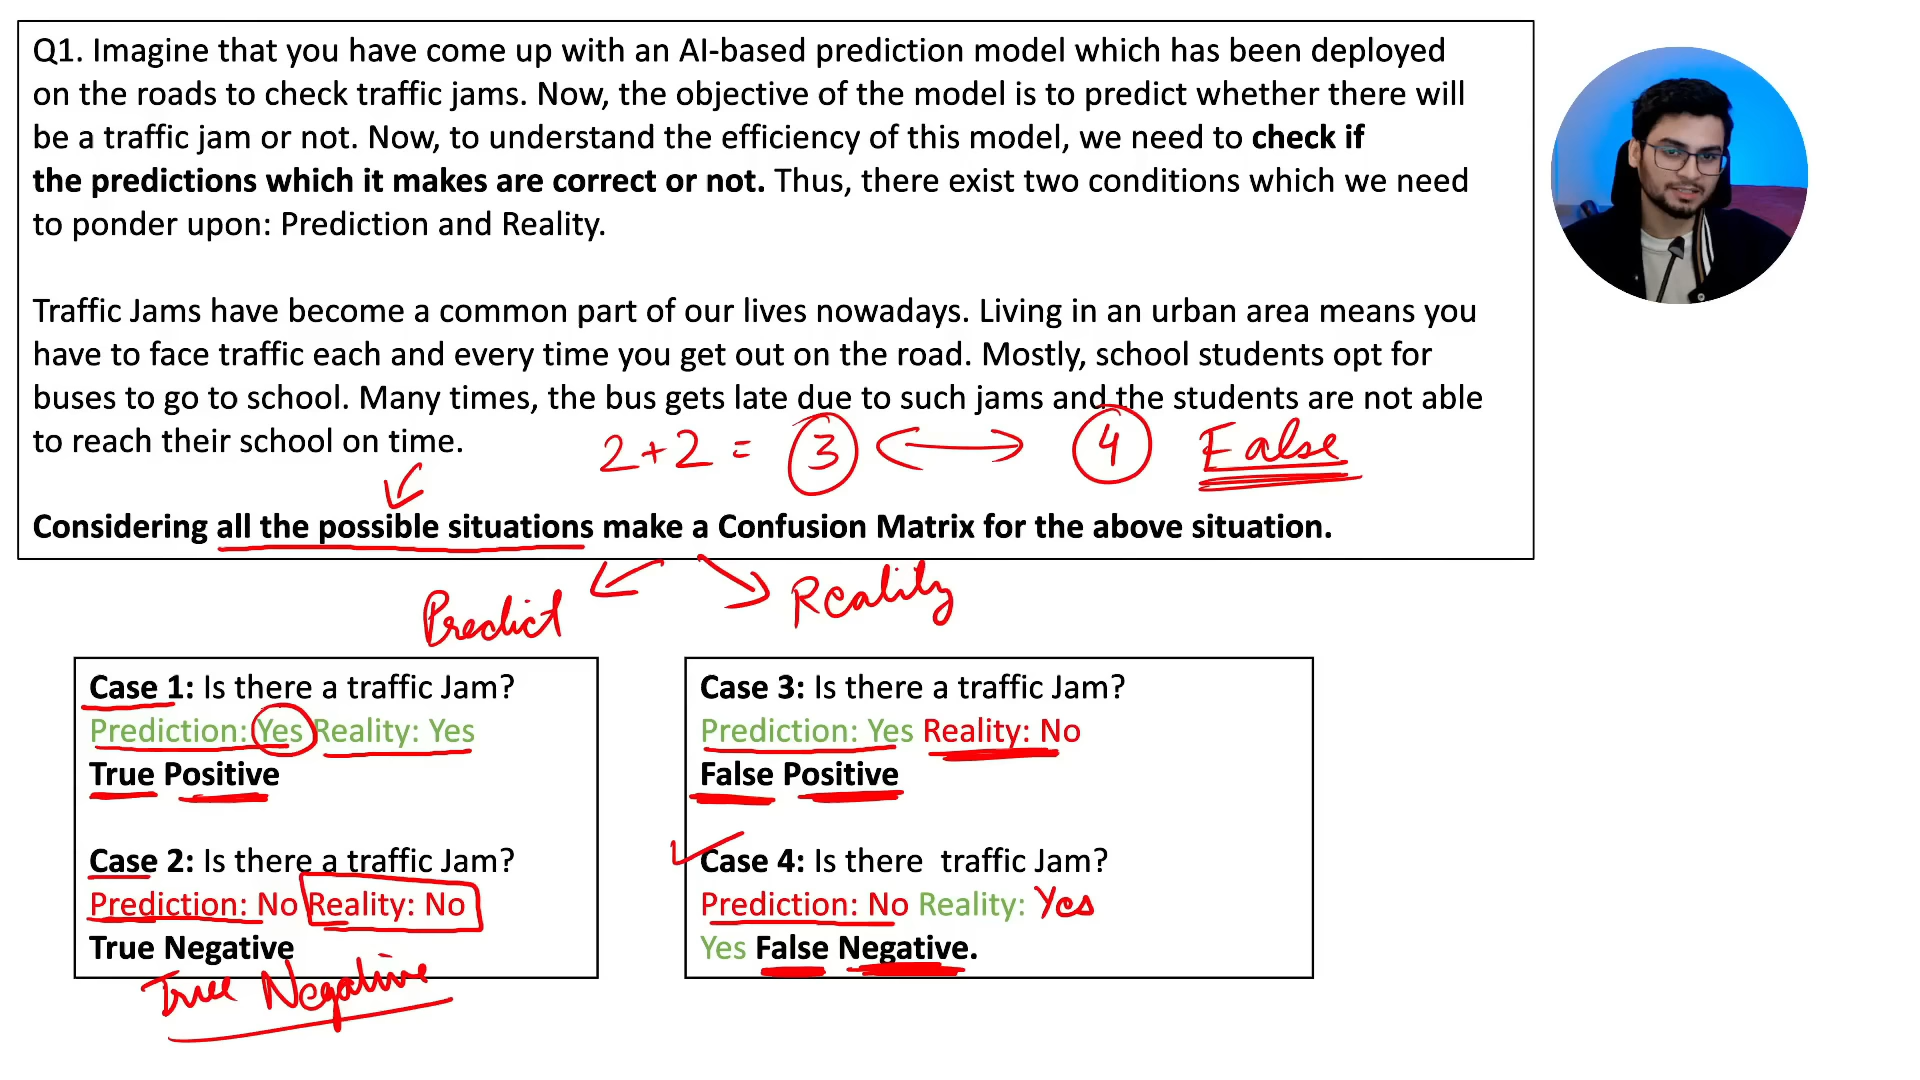 Q1. Imagine that you have come up with an AI-based prediction model which has been deployed
on the roads to check traffic jams. Now, the objective of the model is to predict whether there will
be a traffic jam or not. Now, to understand the efficiency of this model, we need to check if
the predictions which it makes are correct or not. Thus, there exist two conditions which we need
to ponder upon: Prediction and Reality.
Traffic Jams have become a common part of our lives nowadays. Living in an urban area means you
have to face traffic each and every time you get out on the road. Mostly, school students opt for
buses to go to school. Many times, the bus gets late due to such jams and the students are not able
to reach their school on time.
2+2 = 3 4 False
Considering all the possible situations make a Confusion Matrix for the above situation.
Predict Reality
Case 1: Is there a traffic Jam?
Prediction: Yes Reality: Yes
True Positive
Case 2: Is there a traffic Jam?
Prediction: No Reality: No
True Negative
True Negative
Case 3: Is there a traffic Jam?
Prediction: Yes Reality: No
False Positive
Case 4: Is there  traffic Jam?
Prediction: No Reality: Yes
Yes False Negative.